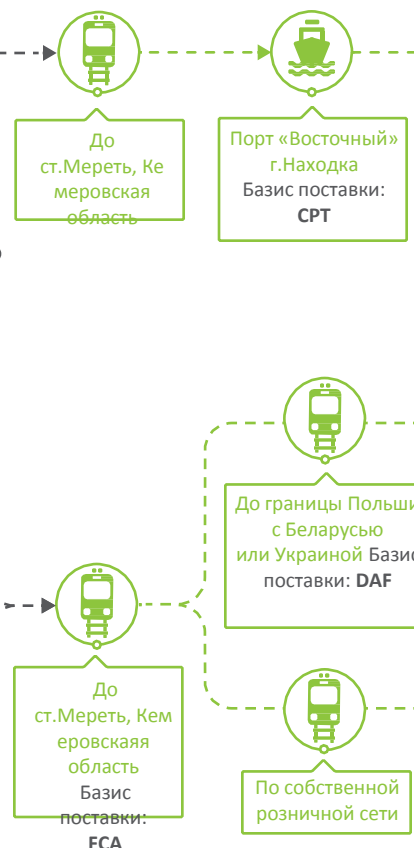 До
ст.Мереть, Ке
меровская
область
Порт «Восточный»
г.Находка
Базис поставки:
CPT
До границы Польши
с Беларусью
или Украиной Базис
поставки: DAF
До
ст.Мереть, Кем
еровскаяя
область
Базис
поставки:
FCA
По собственной
розничной сети